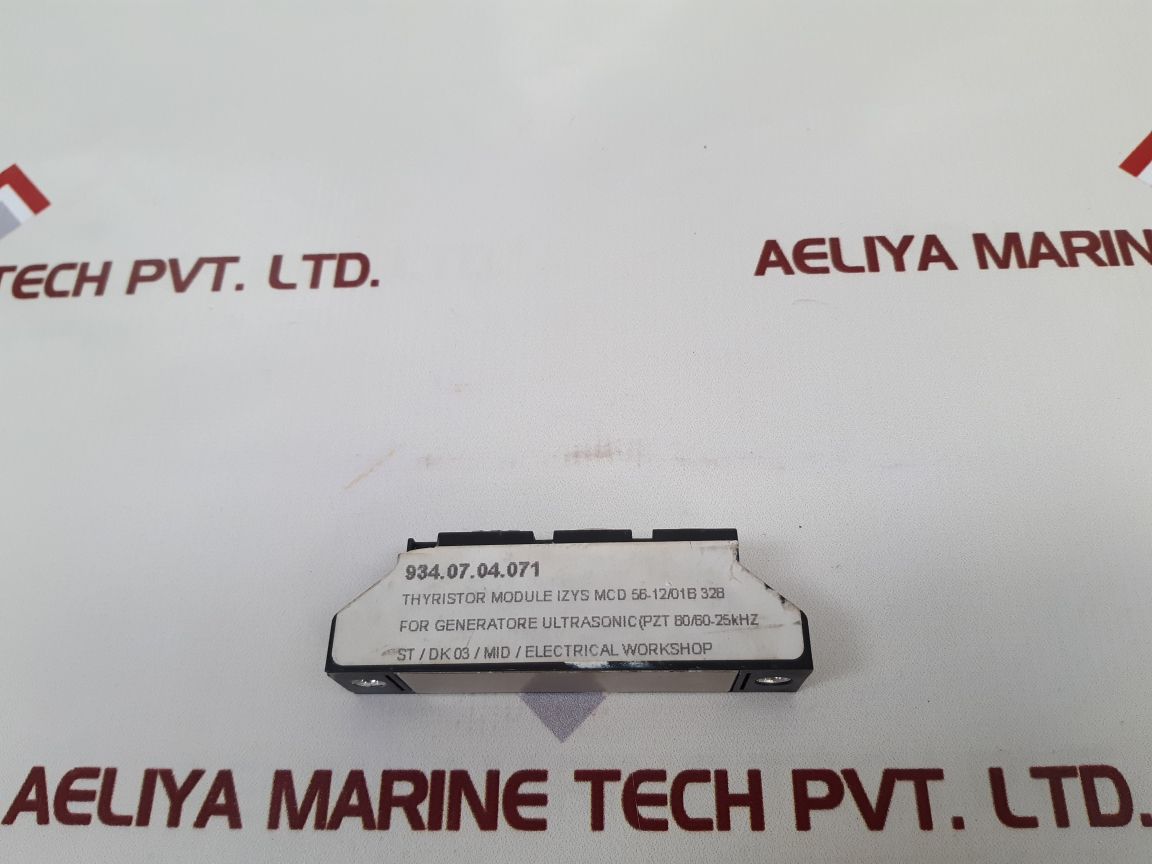 TECH PVT. LTD.
AELIYA MARIN
934.07.04.071
THYRISTOR MODULE IZYS MCD 56-12/01B 328
FOR GENERATORE ULTRASONIC(PZT 80/60-25kHZ
ST / DK 03 / MID / ELECTRICAL WORKSHOP
AELIYA MARINE TECH PVT. LTD.